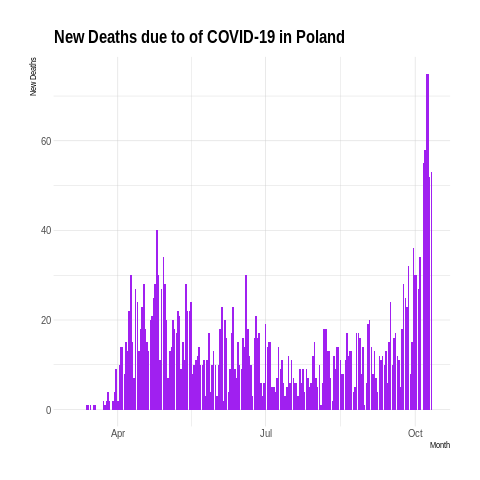 New Deaths due to of COVID-19 in Poland
New Deaths
60
40
20
0
Apr
Jul
Oct
Month